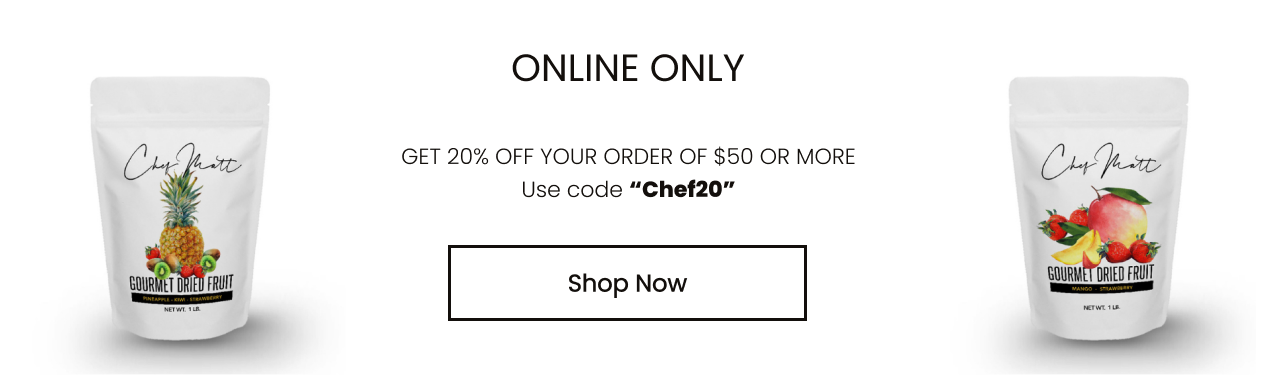 ONLINE ONLY
GET 20% OFF YOUR ORDER OF $50 OR MORE
Use code “Chef20”
Shop Now
Chef Matt
GOURMET DRIED FRUIT
PINEAPPLE - KIWI - STRAWBERRY
NET WT. 1 LB.
Chef Matt
GOURMET DRIED FRUIT
MANGO - STRAWBERRY
NET WT. 1 LB.